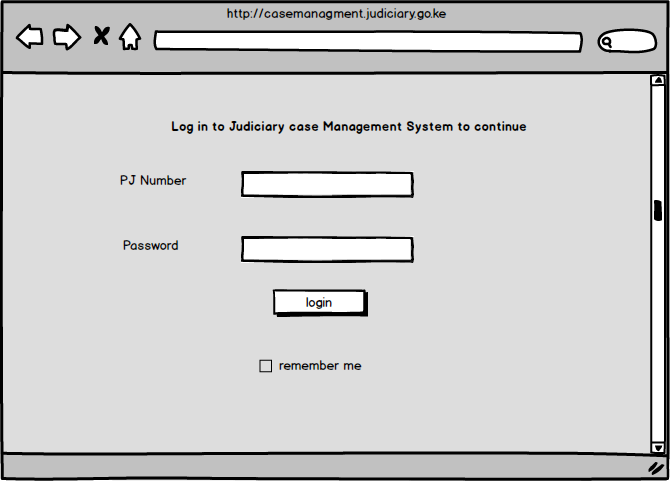 http://casemanagment.judiciary.go.ke
Log in to Judiciary case Management System to continue
PJ Number
Password
login
remember me